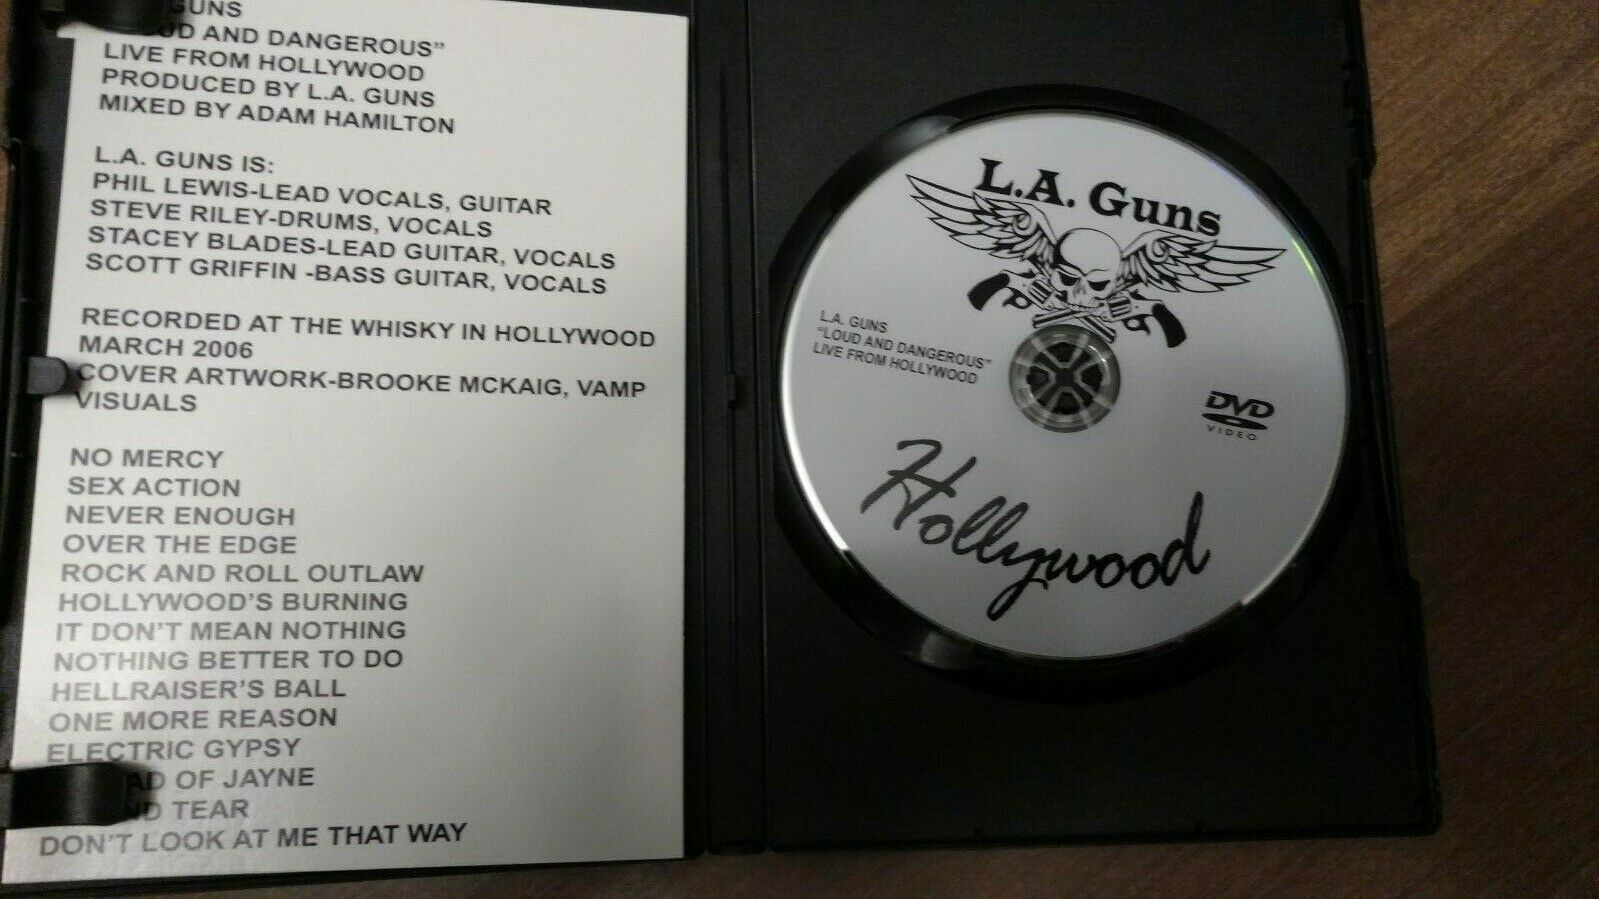 GUNS
AND DANGEROUS”
LIVE FROM HOLLYWOOD
PRODUCED BY L.A. GUNS
MIXED BY ADAM HAMILTON
L.A. GUNS IS:
PHIL LEWIS-LEAD VOCALS, GUITAR
STEVE RILEY-DRUMS, VOCALS
STACEY BLADES-LEAD GUITAR, VOCALS
SCOTT GRIFFIN -BASS GUITAR, VOCALS
RECORDED AT THE WHISKY IN HOLLYWOOD
MARCH 2006
COVER ARTWORK-BROOKE MCKAIG, VAMP
VISUALS
NO MERCY
SEX ACTION
NEVER ENOUGH
OVER THE EDGE
ROCK AND ROLL OUTLAW
HOLLYWOOD’S BURNING
IT DON’T MEAN NOTHING
NOTHING BETTER TO DO
HELLRAISER’S BALL
ONE MORE REASON
ELECTRIC GYPSY
OF JAYNE
TEAR
DON’T LOOK AT ME THAT WAY
L.A. Guns
L.A. GUNS
“LOUD AND DANGEROUS”
LIVE FROM HOLLYWOOD
DVD
VIDEO
Hollywood